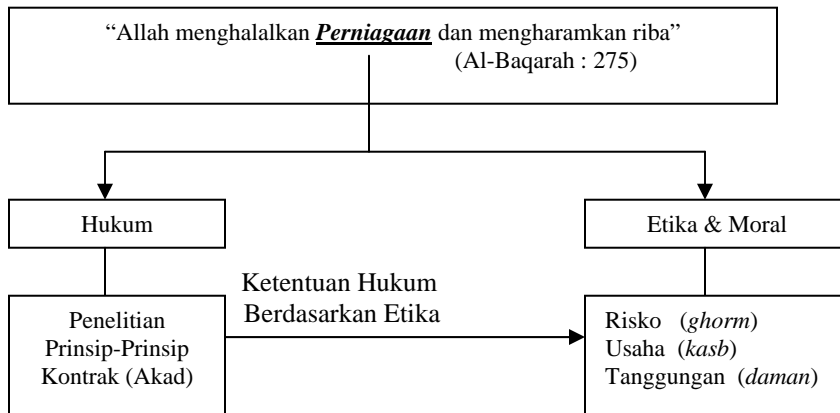 “Allah menghalalkan Perniagaan dan mengharamkan riba”
(Al-Baqarah : 275)
Hukum
Etika & Moral
Ketentuan Hukum
Berdasarkan Etika
Penelitian
Prinsip-Prinsip
Kontrak (Akad)
Risko (ghorm)
Usaha (kasb)
Tanggungan (daman)